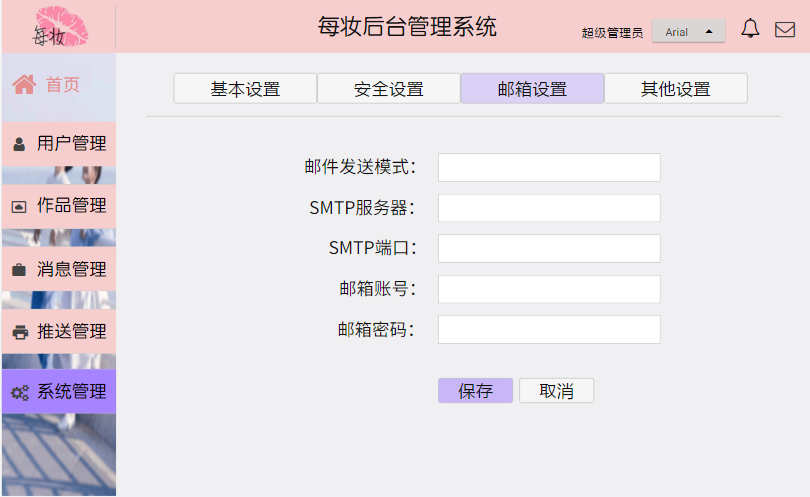 每妆
每妆后台管理系统
超级管理员 Arial
首页
用户管理
作品管理
消息管理
推送管理
系统管理
基本设置 安全设置 邮箱设置 其他设置
邮件发送模式：
SMTP服务器：
SMTP端口：
邮箱账号：
邮箱密码：
保存 取消